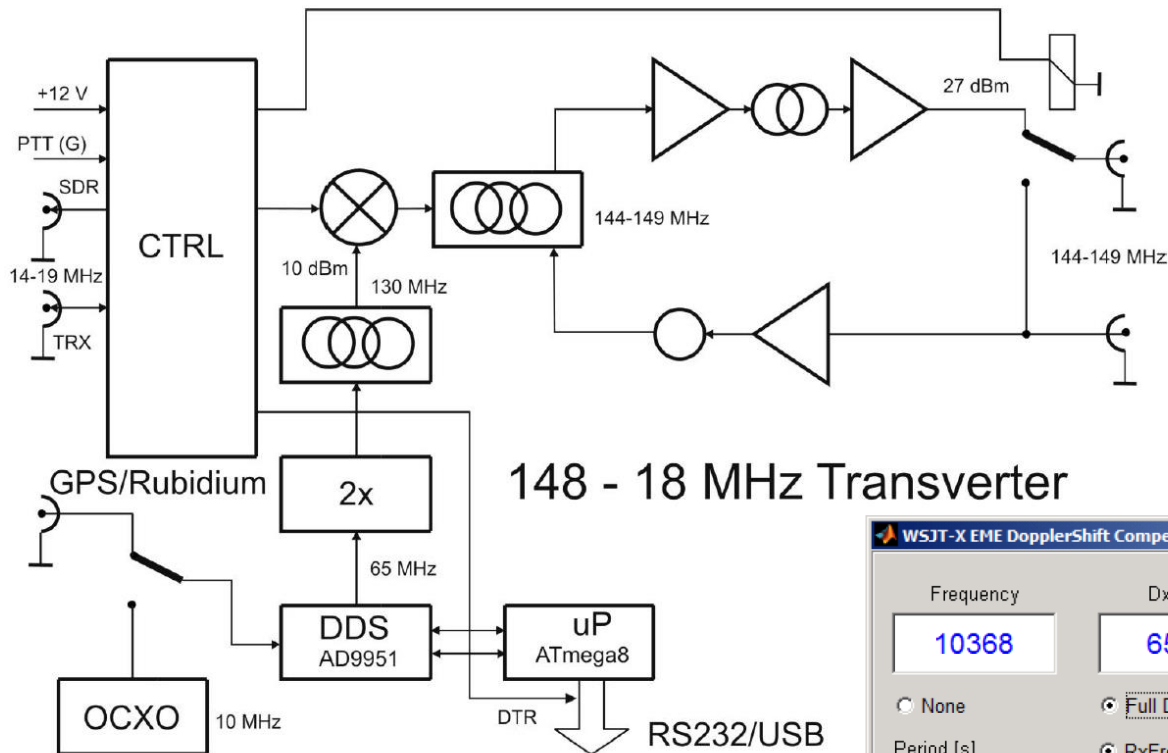 +12 V
PTT (G)
SDR
14-19 MHz
TRX
CTRL
10 dBm
130 MHz
144-149 MHz
27 dBm
144-149 MHz
GPS/Rubidium
2x
148 - 18 MHz Transverter
65 MHz
DDS
AD9951
uP
ATmega8
OCXO
10 MHz
DTR
RS232/USB
WSJT-X EME DopplerShift Compe
Frequency
10368
None
Period [s]